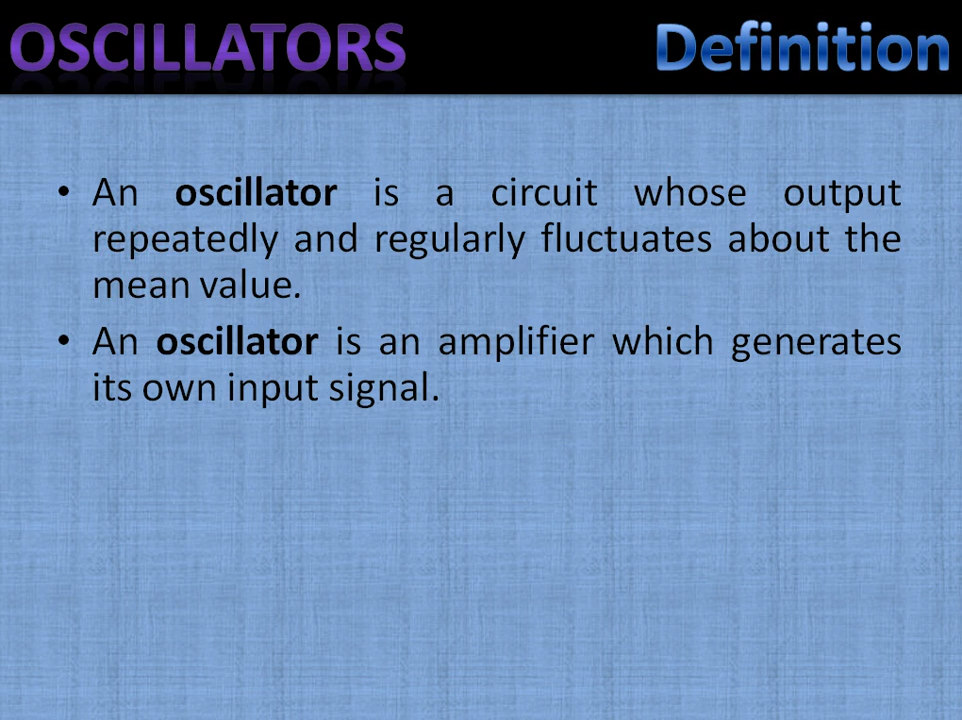 OSCILLATORS Definition
• An oscillator is a circuit whose output
repeatedly and regularly fluctuates about the
mean value.
• An oscillator is an amplifier which generates
its own input signal.